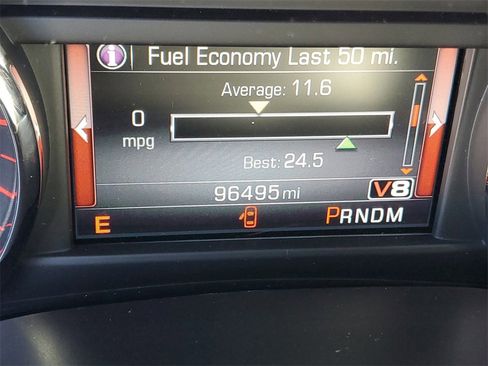 Fuel Economy Last 50 mi.
Average: 11.6
0
mpg
Best: 24.5
96495 mi
V8
E
PRNDM